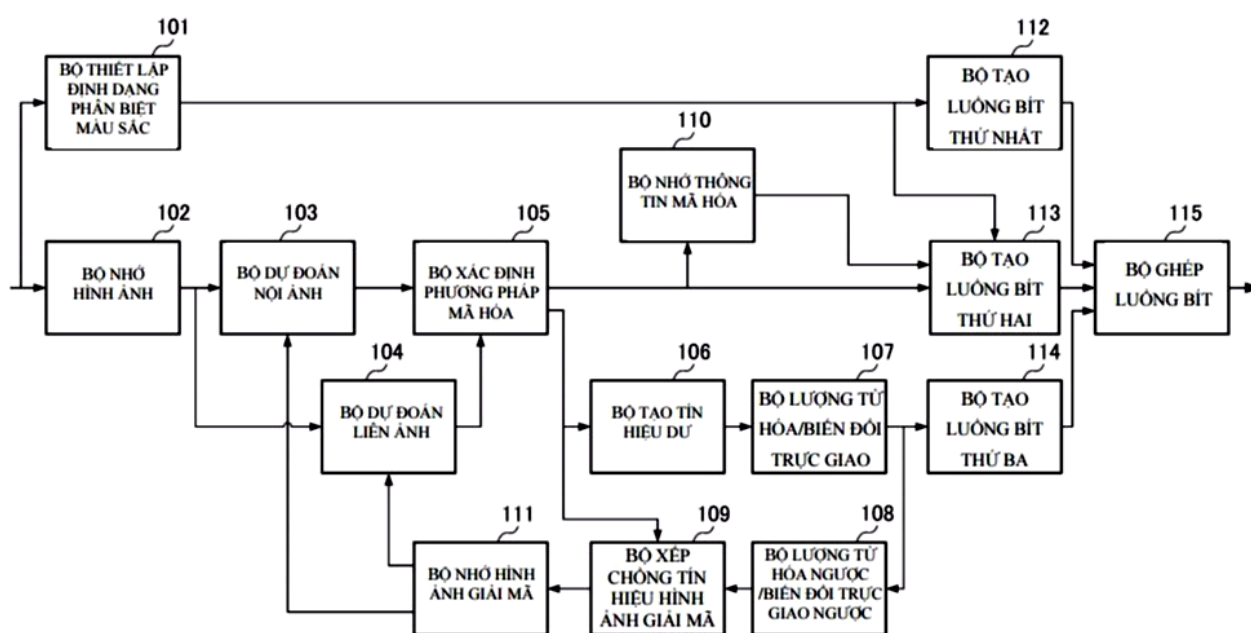 101
BỘ THIẾT LẬP
ĐỊNH DẠNG
PHÂN BIỆT
MÀU SẮC
112
BỘ TẠO
LUỒNG BÍT
THỨ NHẤT
110
BỘ NHỚ THÔNG
TIN MÃ HÓA
102
BỘ NHỚ
HÌNH ẢNH
103
BỘ DỰ ĐOÁN
NỘI ẢNH
105
BỘ XÁC ĐỊNH
PHƯƠNG PHÁP
MÃ HÓA
113
BỘ TẠO
LUỒNG BÍT
THỨ HAI
115
BỘ GHÉP
LUỒNG BÍT
104
BỘ DỰ ĐOÁN
LIÊN ẢNH
106
BỘ TẠO TÍN
HIỆU DƯ
107
BỘ LƯỢNG TỬ
HÓA/BIẾN ĐỔI
TRỰC GIAO
114
BỘ TẠO
LUỒNG BÍT
THỨ BA
111
BỘ NHỚ HÌNH
ẢNH GIẢI MÃ
109
BỘ XẾP
CHỒNG TÍN
HIỆU HÌNH
ẢNH GIẢI MÃ
108
BỘ LƯỢNG TỬ
HÓA NGƯỢC
/BIẾN ĐỔI TRỰC
GIAO NGƯỢC